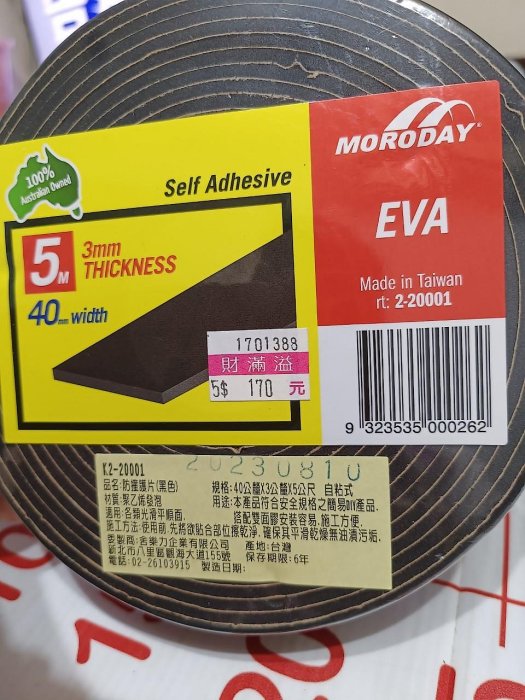 MORODAY®
100%
Australian Owned
Self Adhesive
EVA
5M
3mm
THICKNESS
40mm width
Made in Taiwan
rt: 2-20001
1701388
財滿溢
5$ 170 元
9 323535 000262
K2-20001
20230810
品名:防撞護片(黑色)
規格:40公釐X3公釐X5公尺 自粘式
材質:聚乙烯發泡
用途:本產品符合安全規格之簡易DIY產品.
適用:各類光滑平順面.
搭配雙面膠安裝容易.施工方便.
施工方法:使用前,先將欲貼合部位擦乾淨.確保其平滑乾燥無油漬污垢.
委製商:舍樂力企業有限公司
產地:台灣
新北市八里區觀海大道155號
保存期限:6年
電話:02-26103915
製造日期: